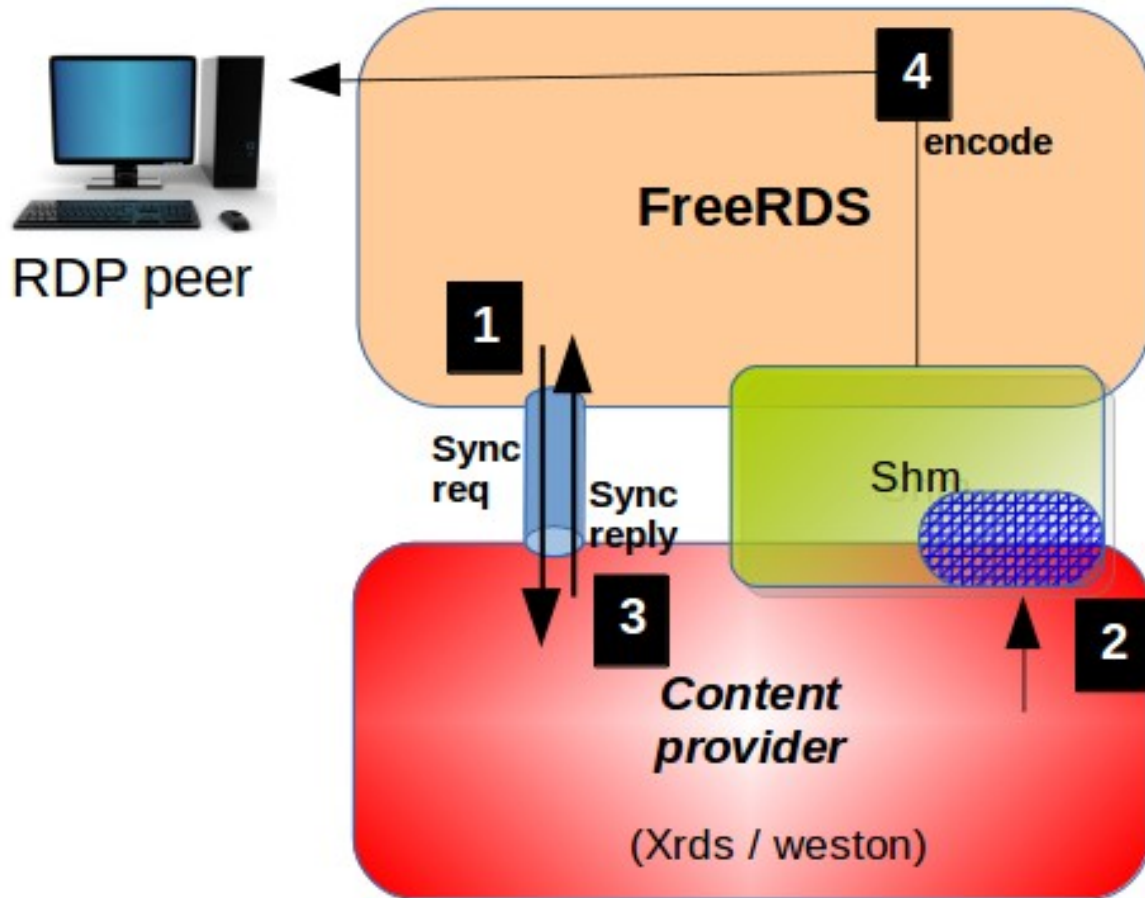 4
encode
FreeRDS
RDP peer
1
Sync
req
Sync
reply
Shm
3
2
Content
provider
(Xrds / weston)